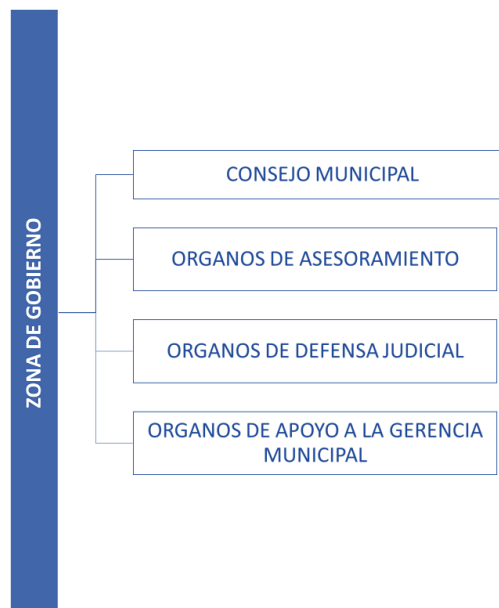 ZONA DE GOBIERNO
CONSEJO MUNICIPAL
ORGANOS DE ASESORAMIENTO
ORGANOS DE DEFENSA JUDICIAL
ORGANOS DE APOYO A LA GERENCIA
MUNICIPAL